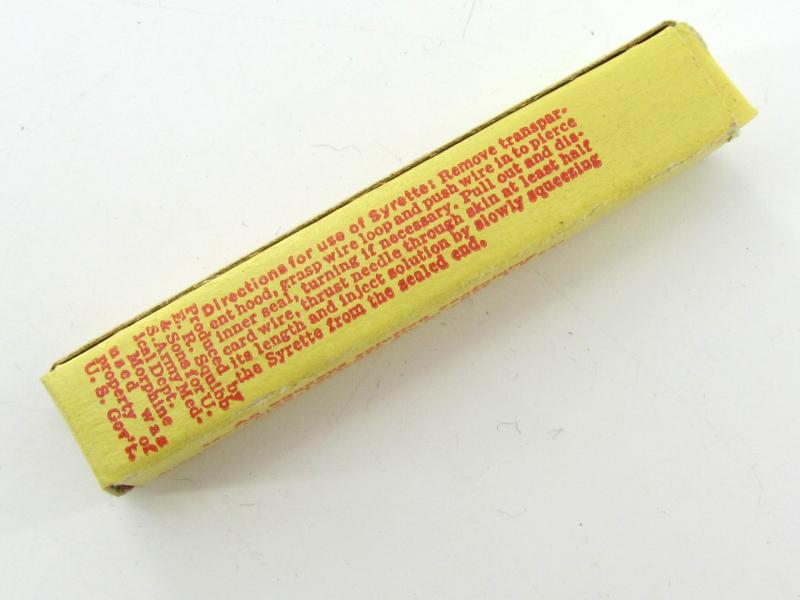 Directions for use of Syrette: Remove transpar-
ent hood, grasp wire loop and push wire in to pierce
inner seal, turning if necessary. Pull out and dis-
card wire, thrust needle through skin at least half
its length and inject solution by slowly squeezing
the Syrette from the sealed end.
Produced by
E. R. Squibb
& Sons for U.
S. Army Med-
ical Dept.
Morphine
used was
property of
U. S. Gov't.